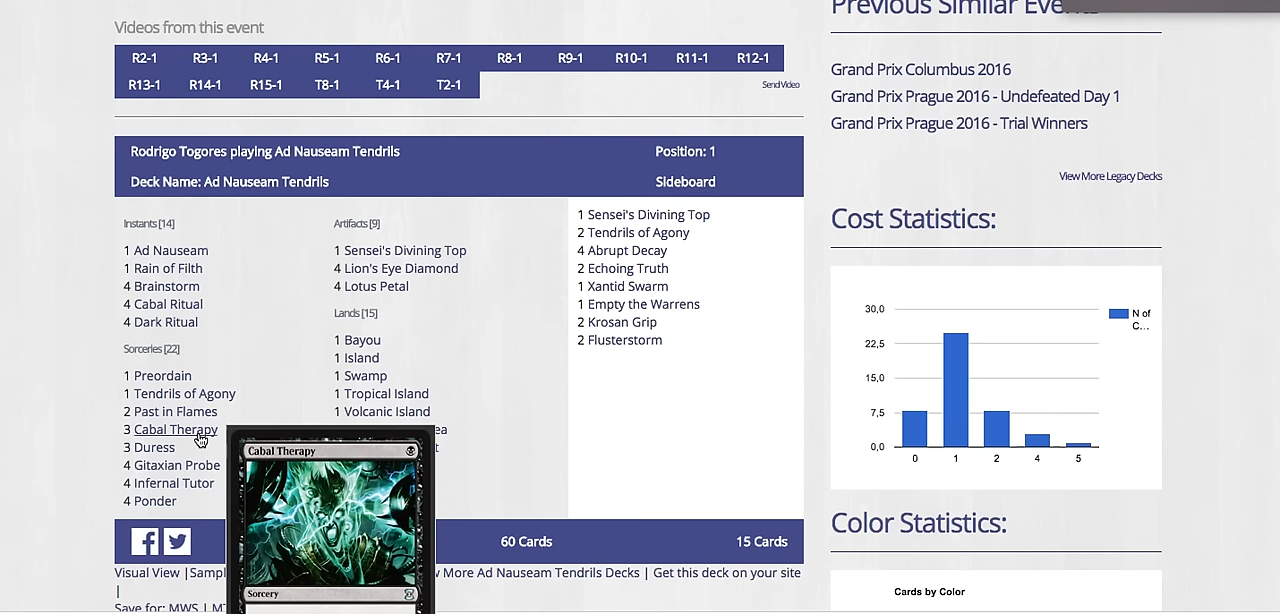 Videos from this event
R2-1 R3-1 R4-1 R5-1 R6-1 R7-1 R8-1 R9-1 R10-1 R11-1 R12-1
R13-1 R14-1 R15-1 T8-1 T4-1 T2-1
Send Video
Rodrigo Togores playing Ad Nauseam Tendrils
Position: 1
Deck Name: Ad Nauseam Tendrils
Sideboard
Instants [14]
1 Ad Nauseam
1 Rain of Filth
4 Brainstorm
4 Cabal Ritual
4 Dark Ritual
Sorceries [22]
1 Preordain
1 Tendrils of Agony
2 Past in Flames
3 Cabal Therapy
3 Duress
4 Gitaxian Probe
4 Infernal Tutor
4 Ponder
Artifacts [9]
1 Sensei's Divining Top
4 Lion's Eye Diamond
4 Lotus Petal
Lands [15]
1 Bayou
1 Island
1 Swamp
1 Tropical Island
1 Volcanic Island
1 Sensei's Divining Top
2 Tendrils of Agony
4 Abrupt Decay
2 Echoing Truth
1 Xantid Swarm
1 Empty the Warrens
2 Krosan Grip
2 Flusterstorm
Cabal Therapy
Sorcery
60 Cards
15 Cards
Visual View |
More Ad Nauseam Tendrils Decks | Get this deck on your site
|
Save for: MWS |
Previous Similar
Grand Prix Columbus 2016
Grand Prix Prague 2016 - Undefeated Day 1
Grand Prix Prague 2016 - Trial Winners
View More Legacy Decks
Cost Statistics:
30,0
22,5
15,0
7,5
0,0
0 1 2 4 5
N of
C...
Color Statistics:
Cards by Color